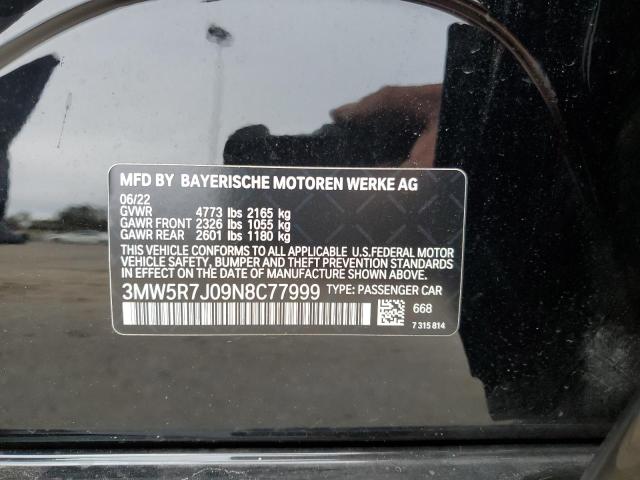 MFD BY BAYERISCHE MOTOREN WERKE AG
06/22
GVWR 4773 lbs 2165 kg
GAWR FRONT 2326 lbs 1055 kg
GAWR REAR 2601 lbs 1180 kg
THIS VEHICLE CONFORMS TO ALL APPLICABLE U.S.FEDERAL MOTOR
VEHICLE SAFETY, BUMPER AND THEFT PREVENTION STANDARDS IN
EFFECT ON THE DATE OF MANUFACTURE SHOWN ABOVE.
3MW5R7J09N8C77999 TYPE: PASSENGER CAR
668
7 315 814